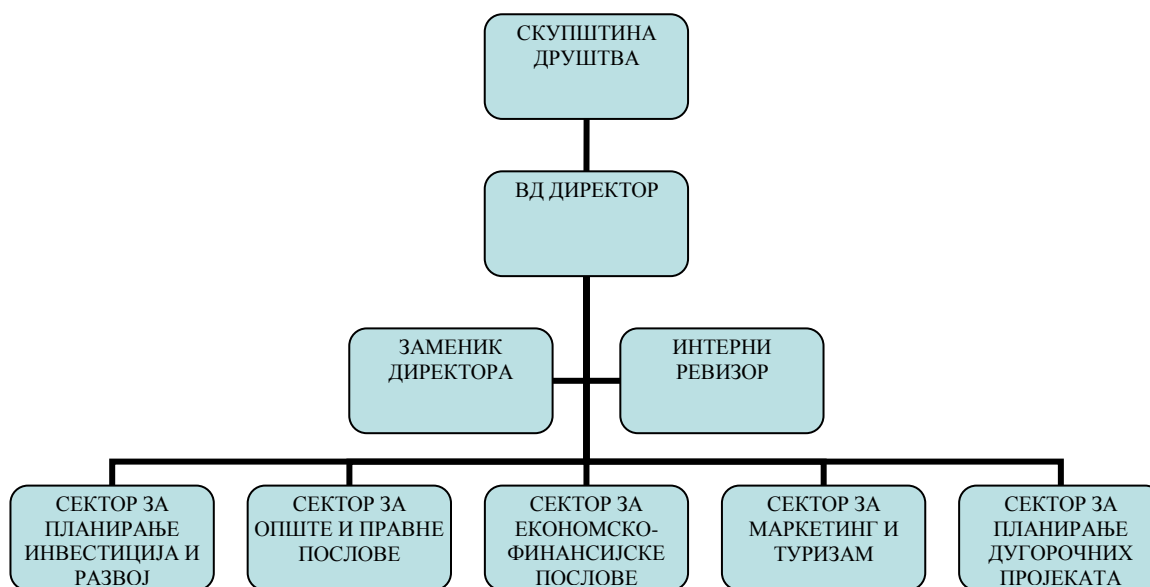 СКУПШТИНА
ДРУШТВА
ВД ДИРЕКТОР
ЗАМЕНИК
ДИРЕКТОРА
ИНТЕРНИ
РЕВИЗОР
СЕКТОР ЗА
ПЛАНИРАЊЕ
ИНВЕСТИЦИЈА И
РАЗВОЈ
СЕКТОР ЗА
ОПШТЕ И ПРАВНЕ
ПОСЛОВЕ
СЕКТОР ЗА
ЕКОНОМСКО-
ФИНАНСИЈСКЕ
ПОСЛОВЕ
СЕКТОР ЗА
МАРКЕТИНГ И
ТУРИЗАМ
СЕКТОР ЗА
ПЛАНИРАЊЕ
ДУГОРОЧНИХ
ПРОЈЕКАТА